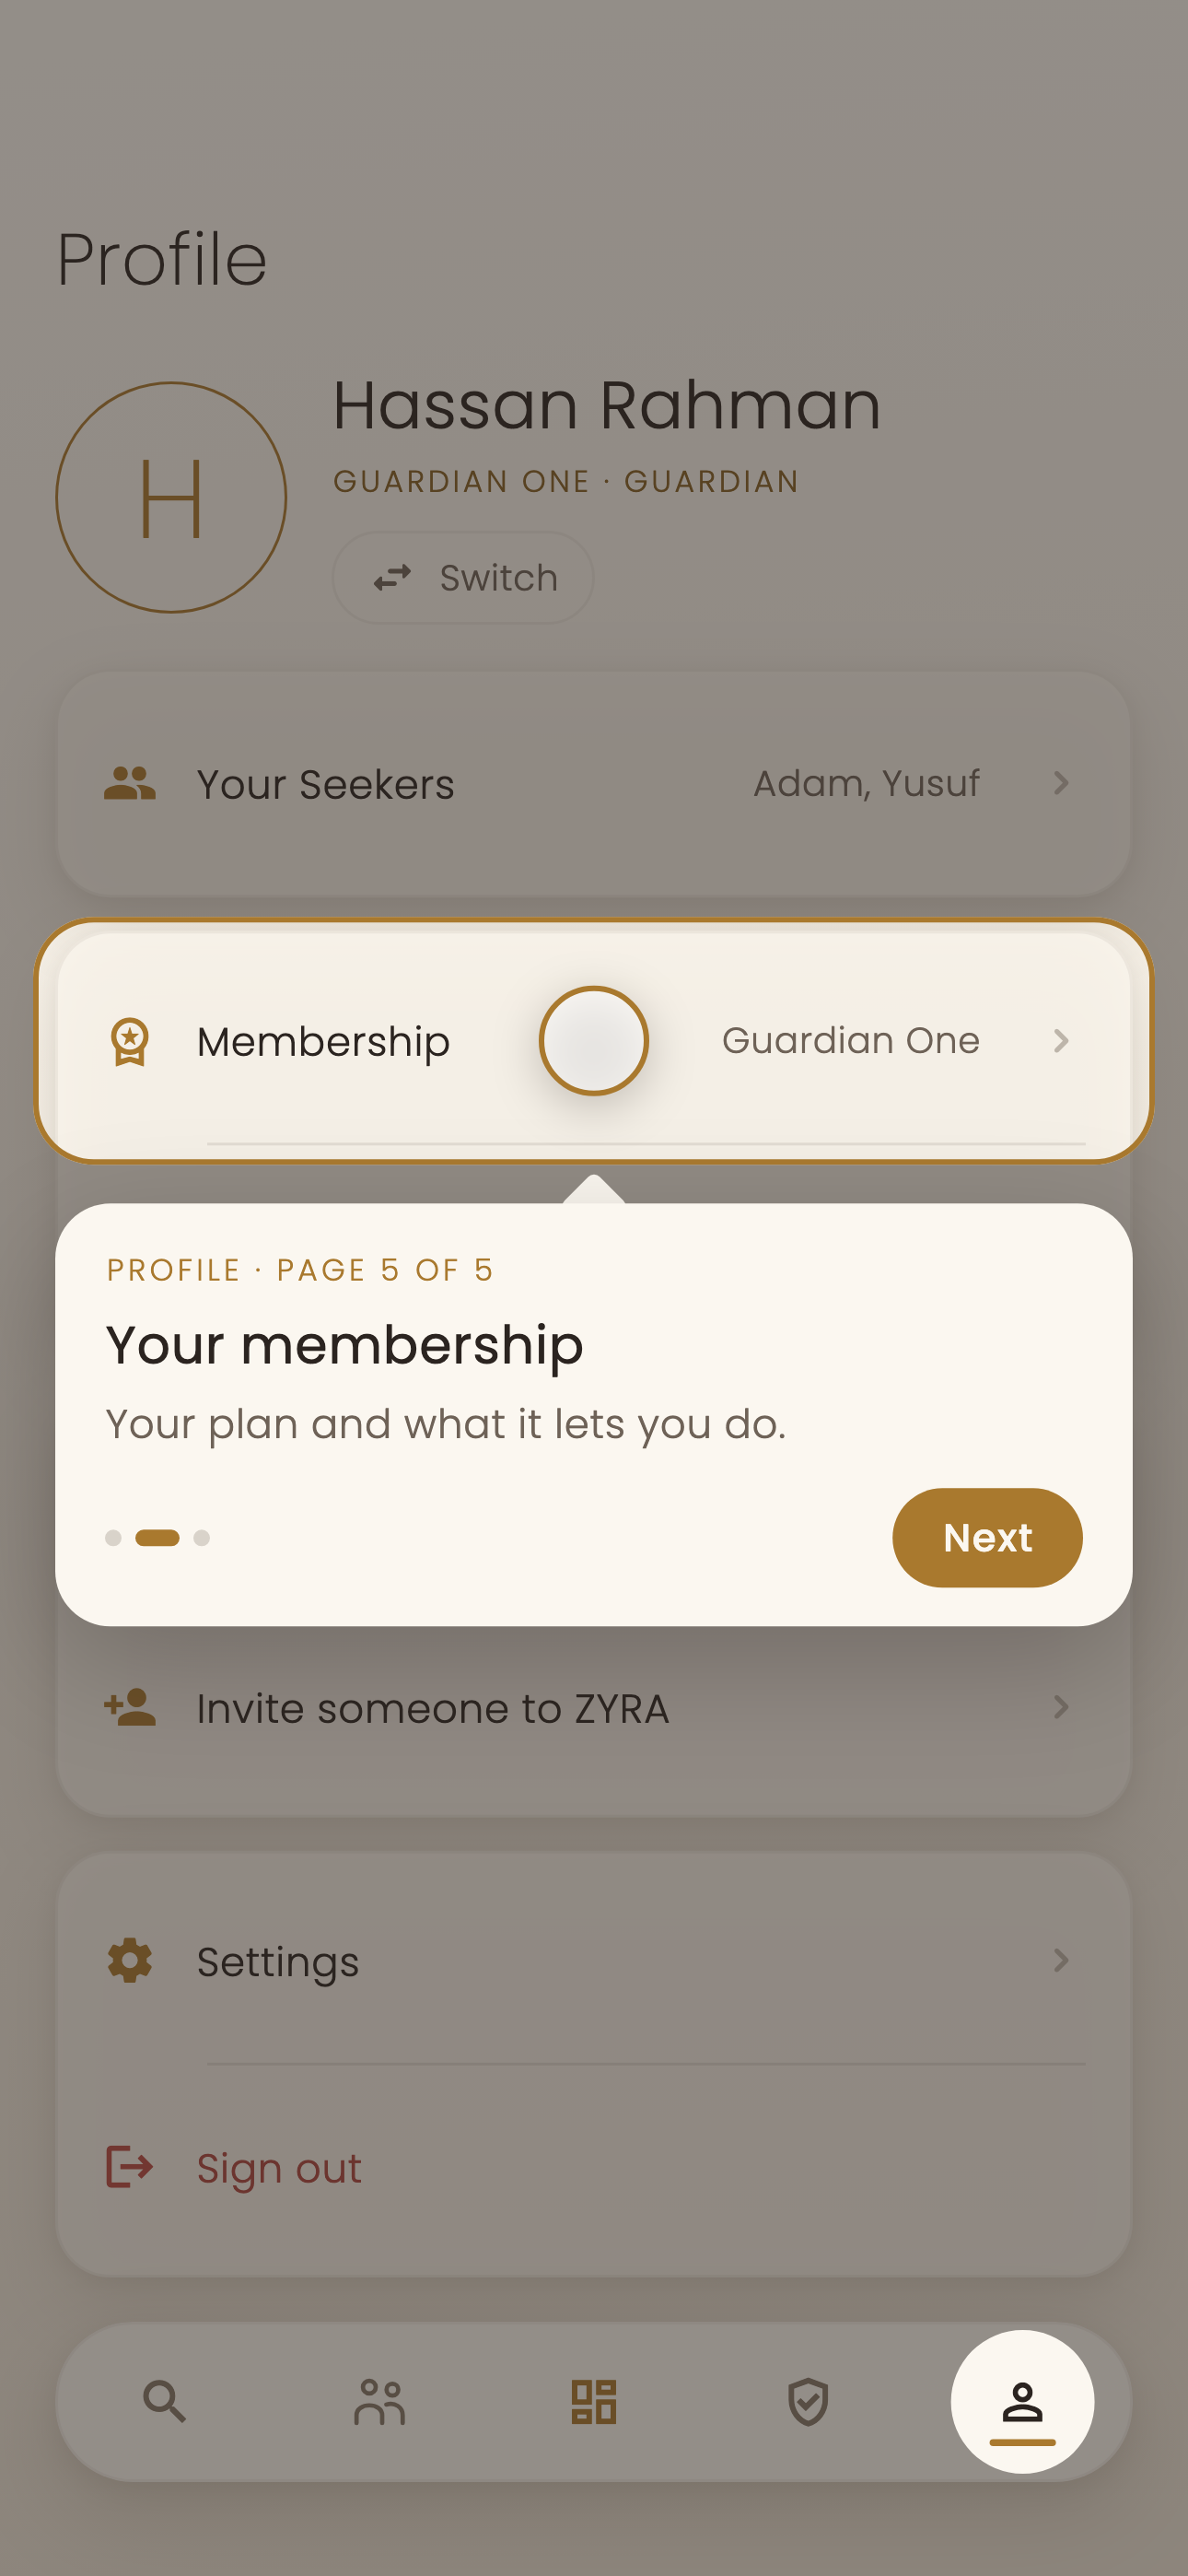 Profile
H
Hassan Rahman
GUARDIAN ONE · GUARDIAN
Switch
Your Seekers
Adam, Yusuf
Membership
Guardian One
PROFILE · PAGE 5 OF 5
Your membership
Your plan and what it lets you do.
Next
Invite someone to ZYRA
Settings
Sign out